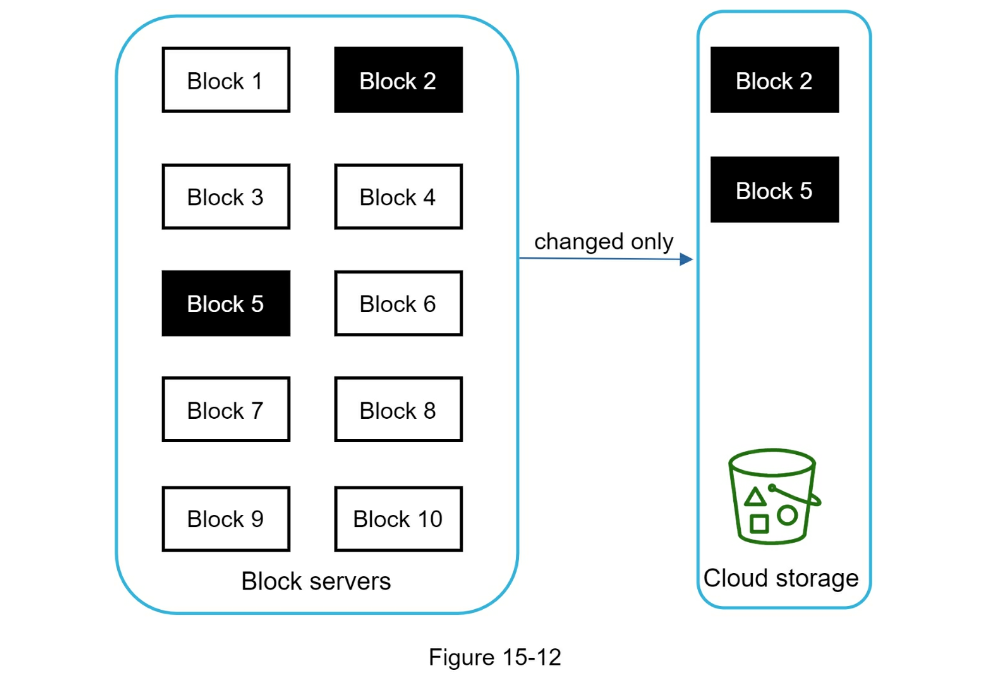 Block 1
Block 2
Block 3
Block 4
Block 5
Block 6
Block 7
Block 8
Block 9
Block 10
Block servers
changed only
Block 2
Block 5
Cloud storage
Figure 15-12